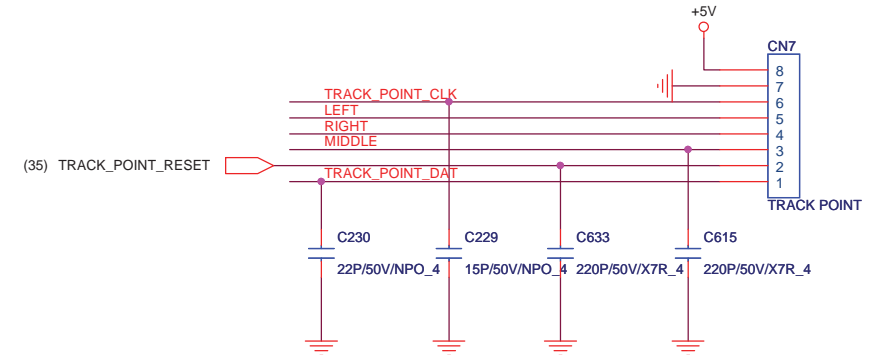 +5V
CN7
8
7
TRACK_POINT_CLK
6
LEFT
5
RIGHT
4
MIDDLE
3
(35) TRACK_POINT_RESET
2
TRACK_POINT_DAT
1
TRACK POINT
C230
C229
C633
C615
22P/50V/NPO_4
15P/50V/NPO_4
220P/50V/X7R_4
220P/50V/X7R_4